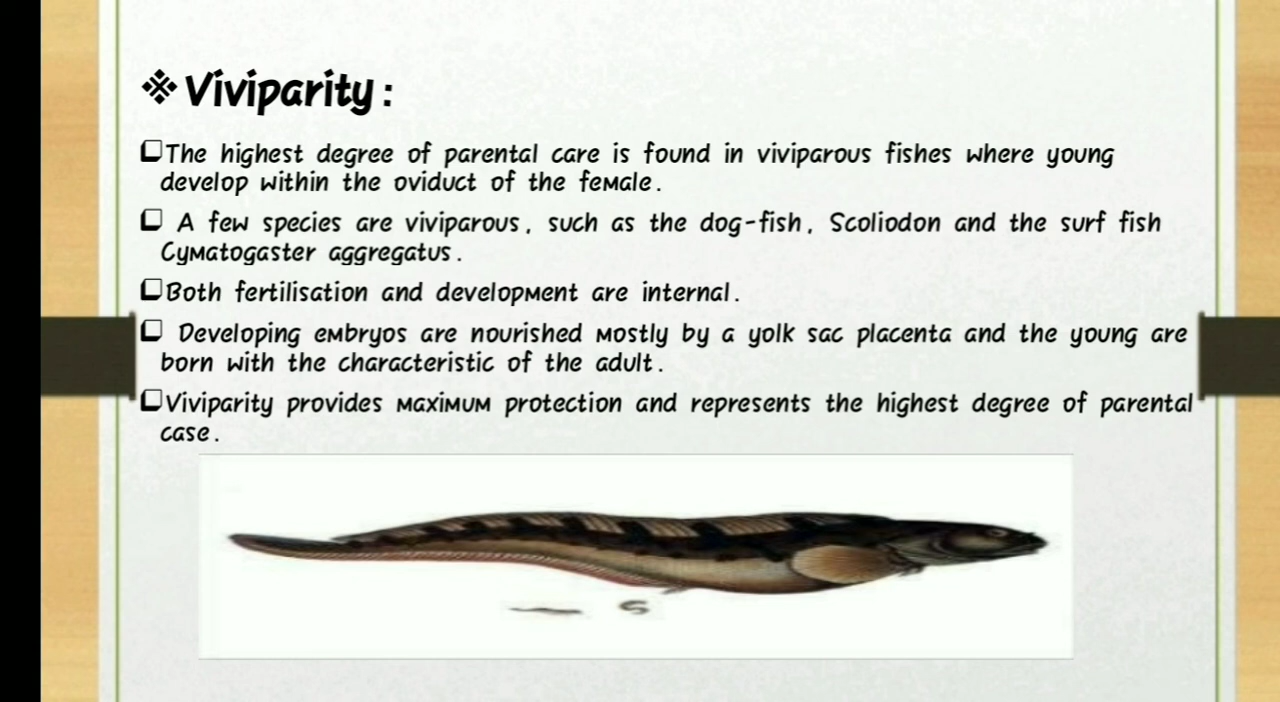 ❖Viviparity:
❑The highest degree of parental care is found in viviparous fishes where young
develop within the oviduct of the female.
❑ A few species are viviparous, such as the dog-fish, Scoliodon and the surf fish
Cymatogaster aggregatus.
❑Both fertilisation and development are internal.
❑ Developing embryos are nourished mostly by a yolk sac placenta and the young are
born with the characteristic of the adult.
❑Viviparity provides maximum protection and represents the highest degree of parental
case.